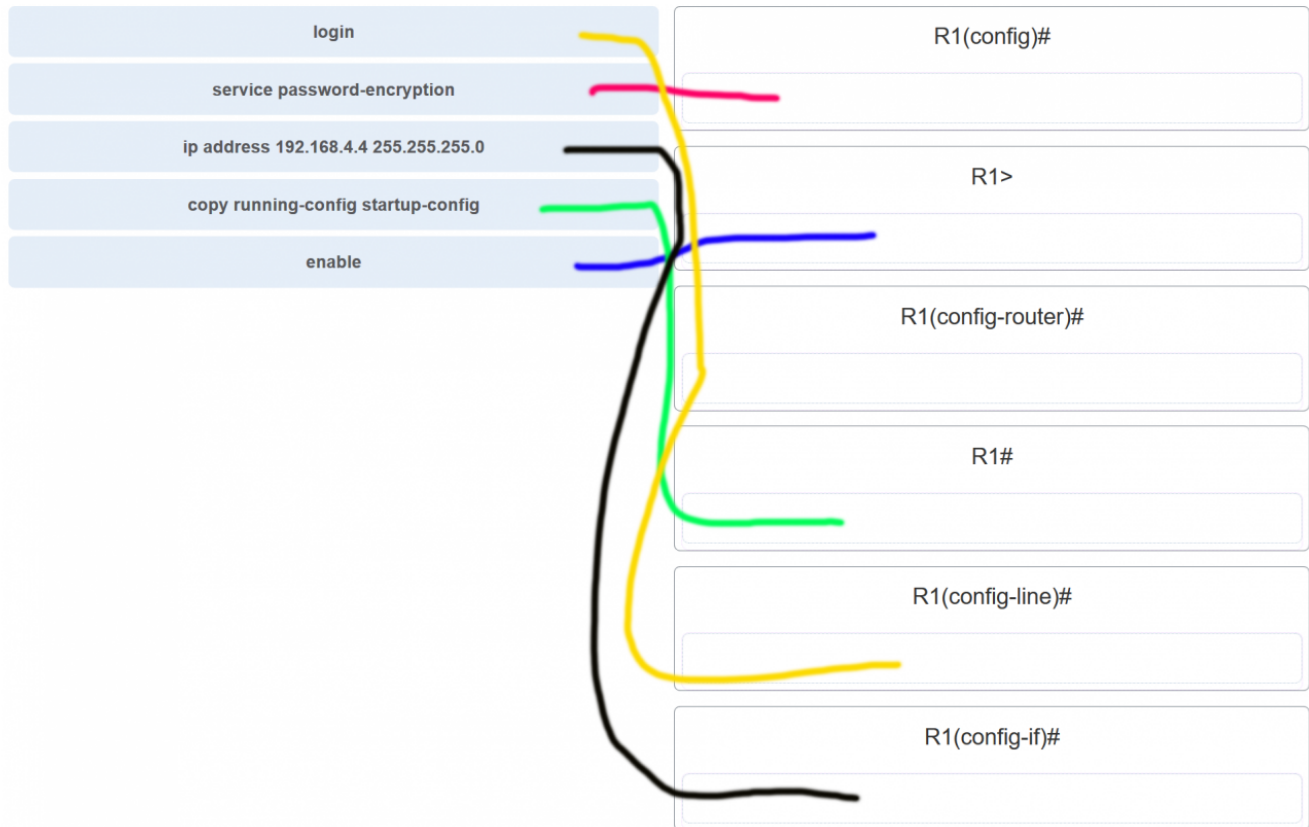 login
service password-encryption
ip address 192.168.4.4 255.255.255.0
copy running-config startup-config
enable
R1(config)#
R1>
R1(config-router)#
R1#
R1(config-line)#
R1(config-if)#